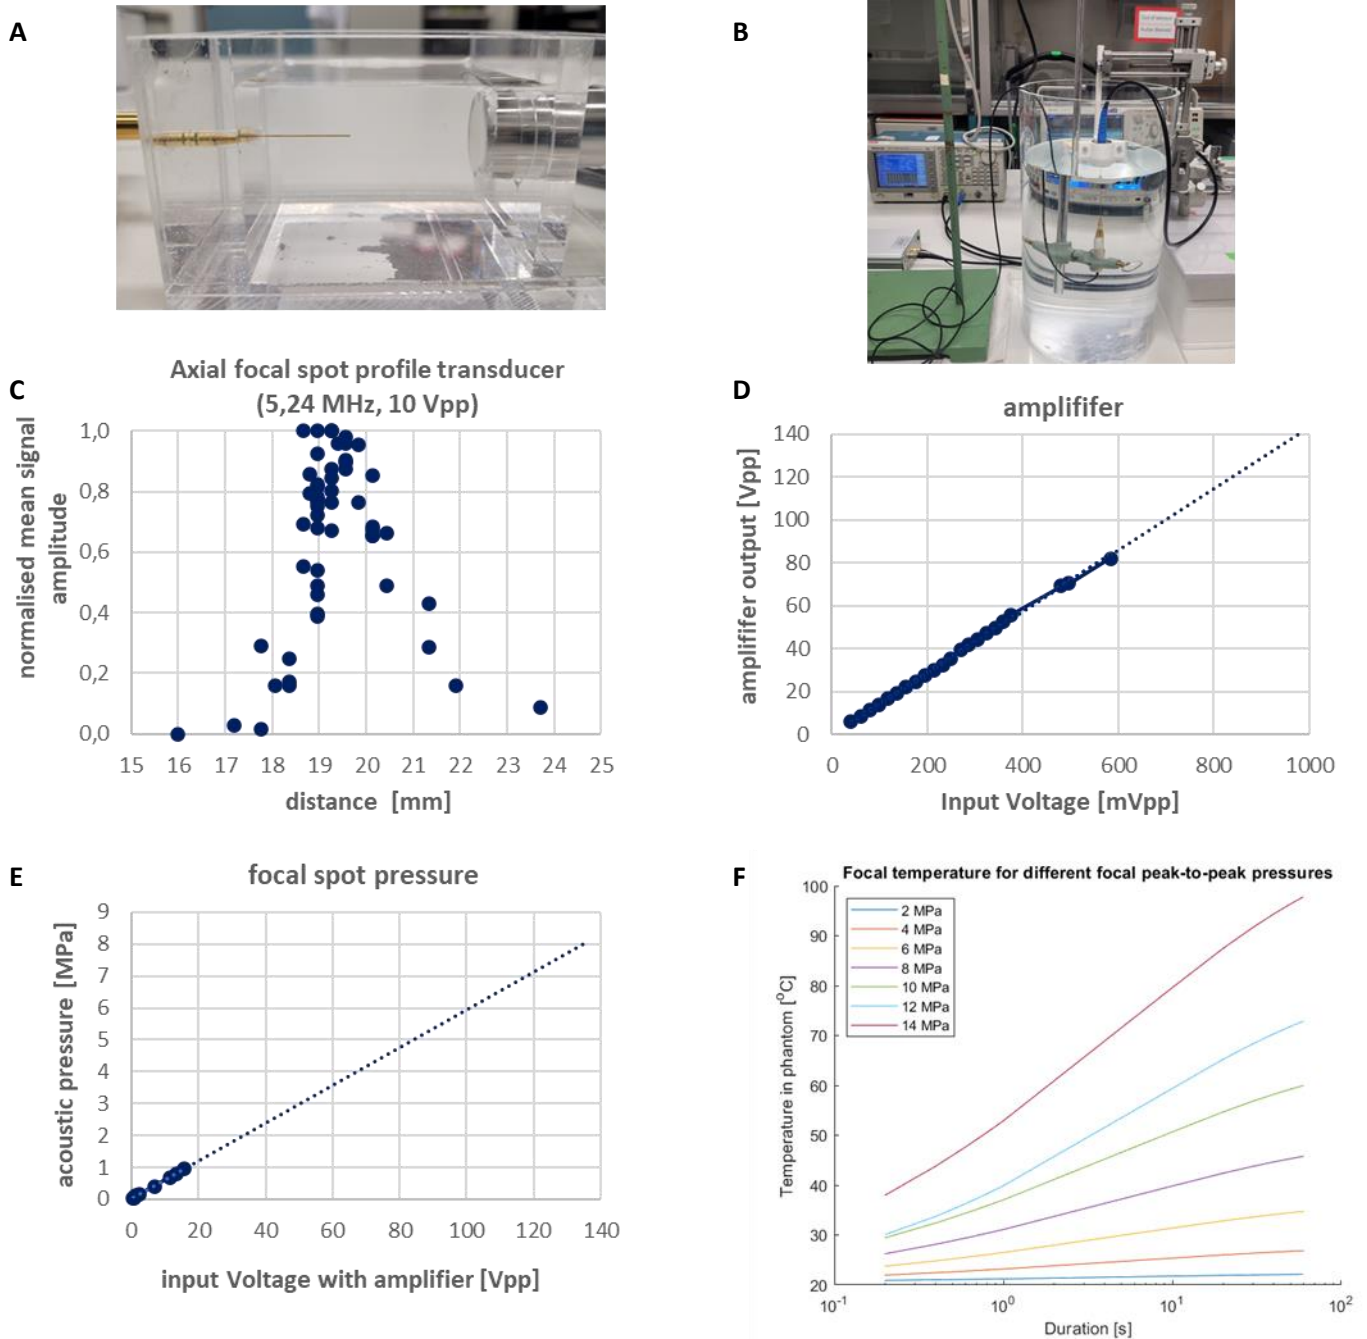 A
B
C
Axial focal spot profile transducer
(5,24 MHz, 10 Vpp)
normalised mean signal
amplitude
1,0
0,8
0,6
0,4
0,2
0,0
15 16 17 18 19 20 21 22 23 24 25
distance [mm]
D
amplififer
amplififer output [Vpp]
140
120
100
80
60
40
20
0
0 200 400 600 800 1000
Input Voltage [mVpp]
E
focal spot pressure
acoustic pressure [MPa]
9
8
7
6
5
4
3
2
1
0
0 20 40 60 80 100 120 140
input Voltage with amplifier [Vpp]
F
Focal temperature for different focal peak-to-peak pressures
Temperature in phantom [°C]
100
90
80
70
60
50
40
30
20
2 MPa
4 MPa
6 MPa
8 MPa
10 MPa
12 MPa
14 MPa
10-1 100 101 102
Duration [s]